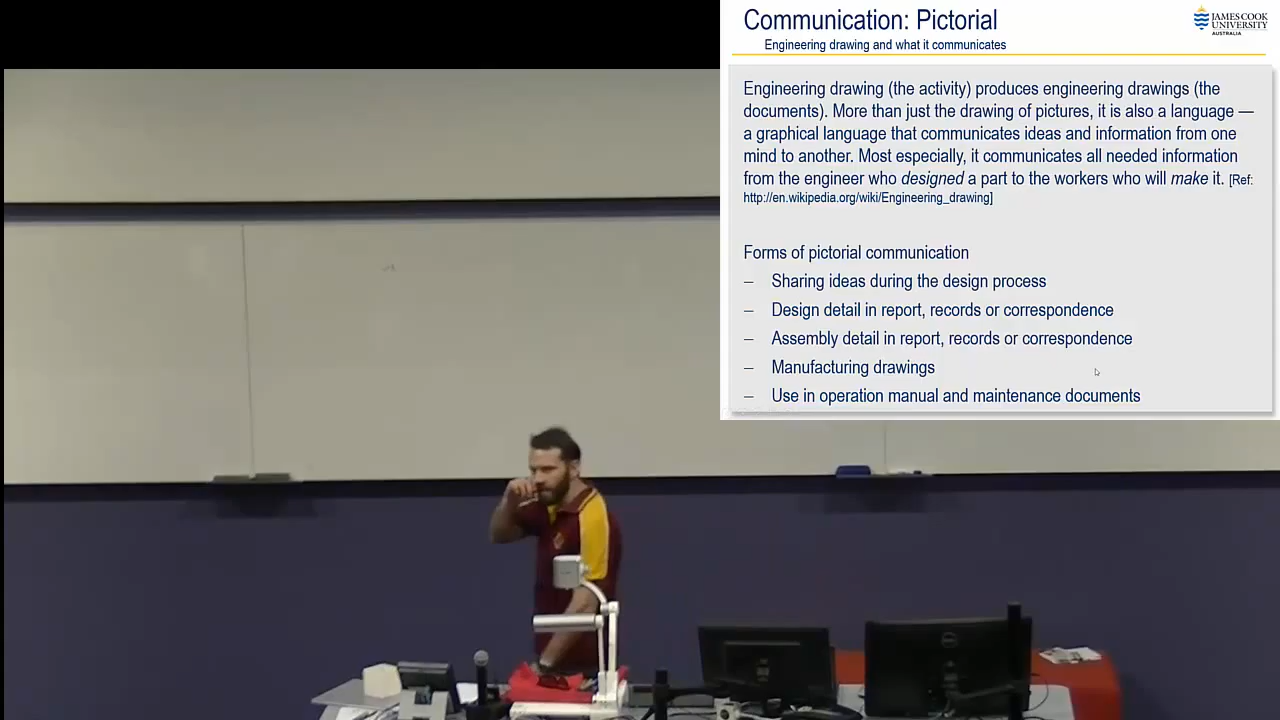 Communication: Pictorial
Engineering drawing and what it communicates
JAMES COOK
UNIVERSITY
AUSTRALIA
Engineering drawing (the activity) produces engineering drawings (the
documents). More than just the drawing of pictures, it is also a language —
a graphical language that communicates ideas and information from one
mind to another. Most especially, it communicates all needed information
from the engineer who designed a part to the workers who will make it. [Ref:
http://en.wikipedia.org/wiki/Engineering_drawing]
Forms of pictorial communication
– Sharing ideas during the design process
– Design detail in report, records or correspondence
– Assembly detail in report, records or correspondence
– Manufacturing drawings
– Use in operation manual and maintenance documents